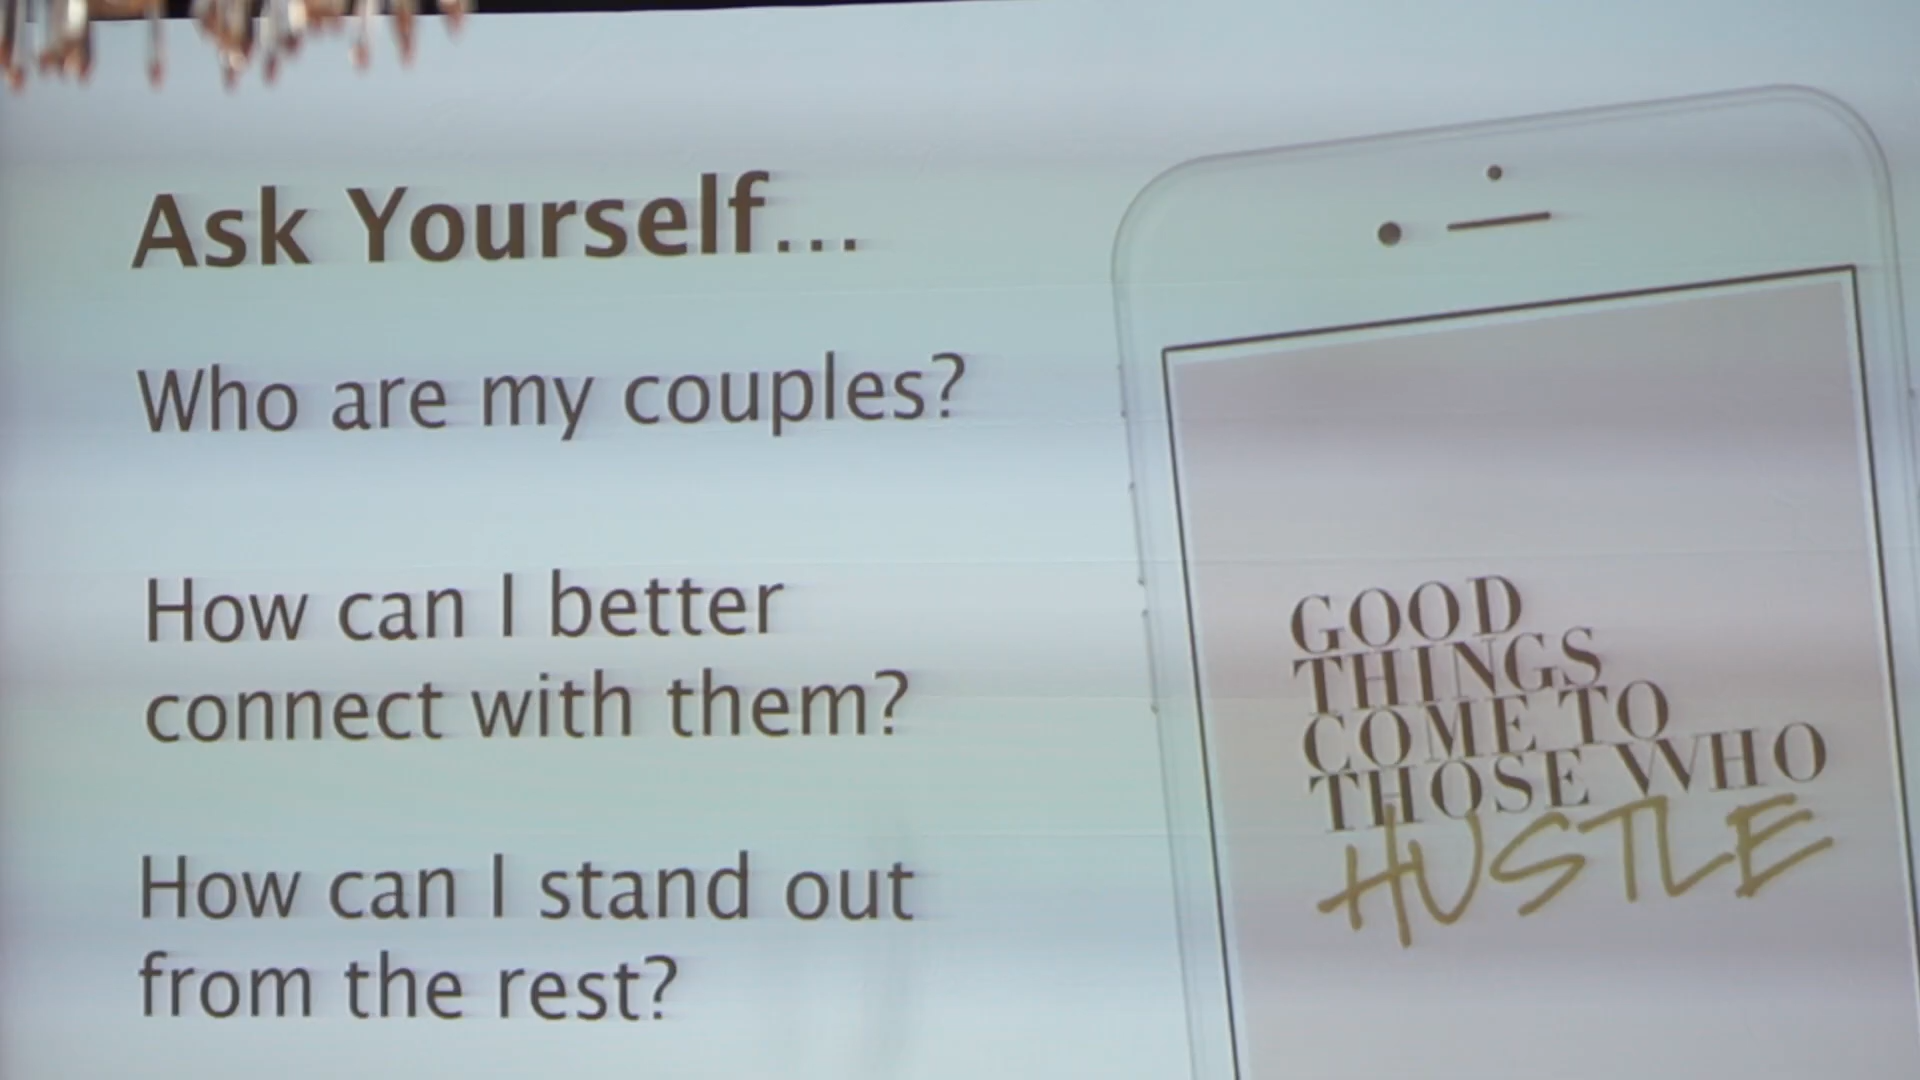 Ask Yourself...
Who are my couples?
How can I better
connect with them?
How can I stand out
from the rest?
GOOD
THINGS
COME TO
THOSE WHO
HUSTLE